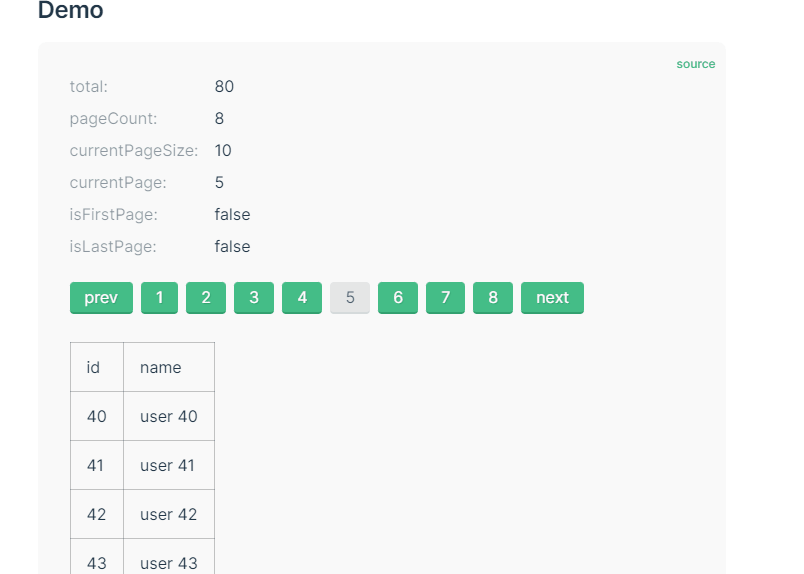 Demo
source
total: 80
pageCount: 8
currentPageSize: 10
currentPage: 5
isFirstPage: false
isLastPage: false
prev 1 2 3 4 5 6 7 8 next
id name
40 user 40
41 user 41
42 user 42
43 user 43